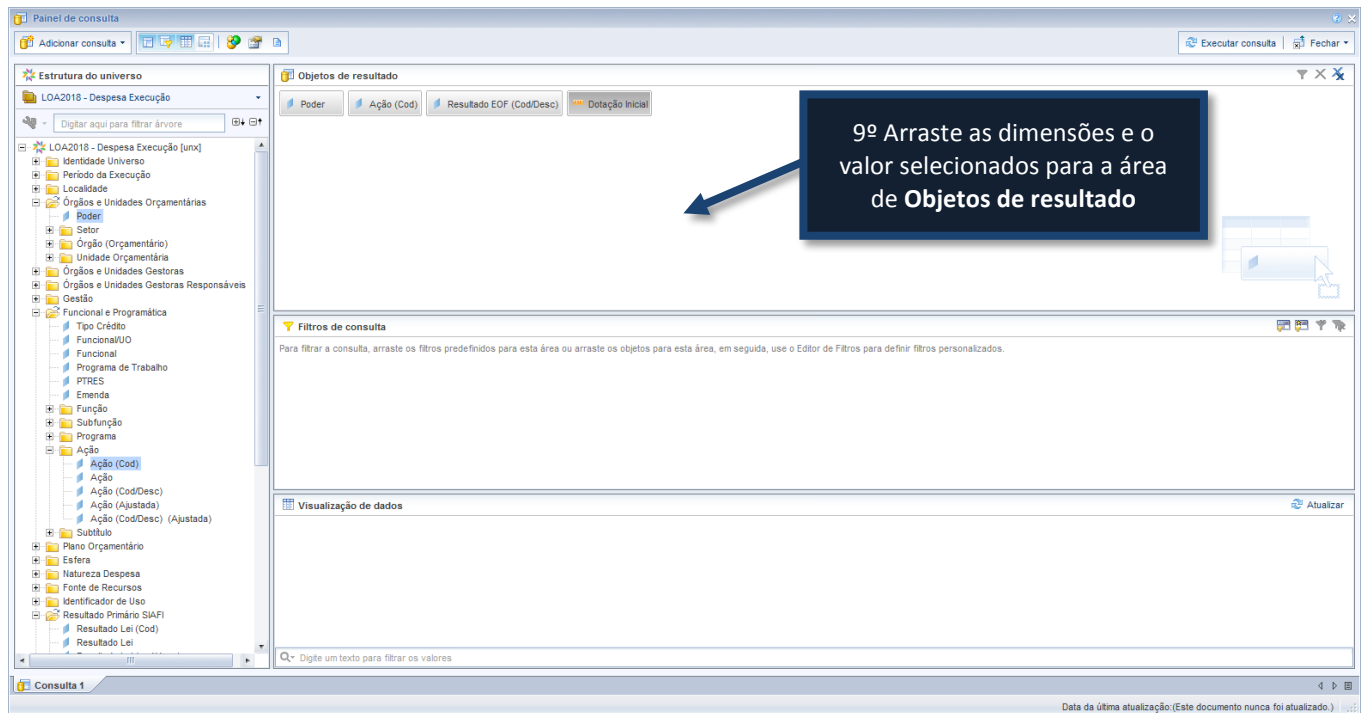 Painel de consulta
Adicionar consulta
Executar consulta
Fechar
Estrutura do universo
LOA2018 - Despesa Execução
Digitar aqui para filtrar árvore
LOA2018 - Despesa Execução [unx]
Identidade Universo
Período da Execução
Localidade
Órgãos e Unidades Orçamentárias
Poder
Setor
Órgão (Orçamentário)
Unidade Orçamentária
Órgãos e Unidades Gestoras
Órgãos e Unidades Gestoras Responsáveis
Gestão
Funcional e Programática
Tipo Crédito
Funcional/UO
Funcional
Programa de Trabalho
PTRES
Emenda
Função
Subfunção
Programa
Ação
Ação (Cod)
Ação
Ação (Cod/Desc)
Ação (Ajustada)
Ação (Cod/Desc) (Ajustada)
Subtítulo
Plano Orçamentário
Esfera
Natureza Despesa
Fonte de Recursos
Identificador de Uso
Resultado Primário SIAFI
Resultado Lei (Cod)
Resultado Lei
Objetos de resultado
Poder
Ação (Cod)
Resultado EOF (Cod/Desc)
Dotação Inicial
9º Arraste as dimensões e o
valor selecionados para a área
de Objetos de resultado
Filtros de consulta
Para filtrar a consulta, arraste os filtros predefinidos para esta área ou arraste os objetos para esta área, em seguida, use o Editor de Filtros para definir filtros personalizados.
Visualização de dados
Atualizar
Digite um texto para filtrar os valores
Consulta 1
Data da última atualização:(Este documento nunca foi atualizado.)